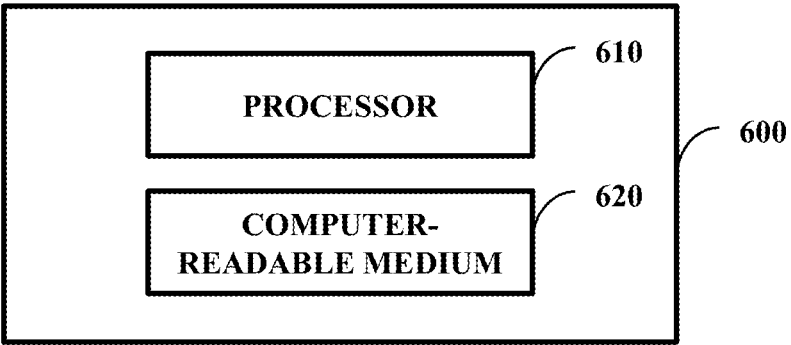 610
PROCESSOR
600
620
COMPUTER-
READABLE MEDIUM